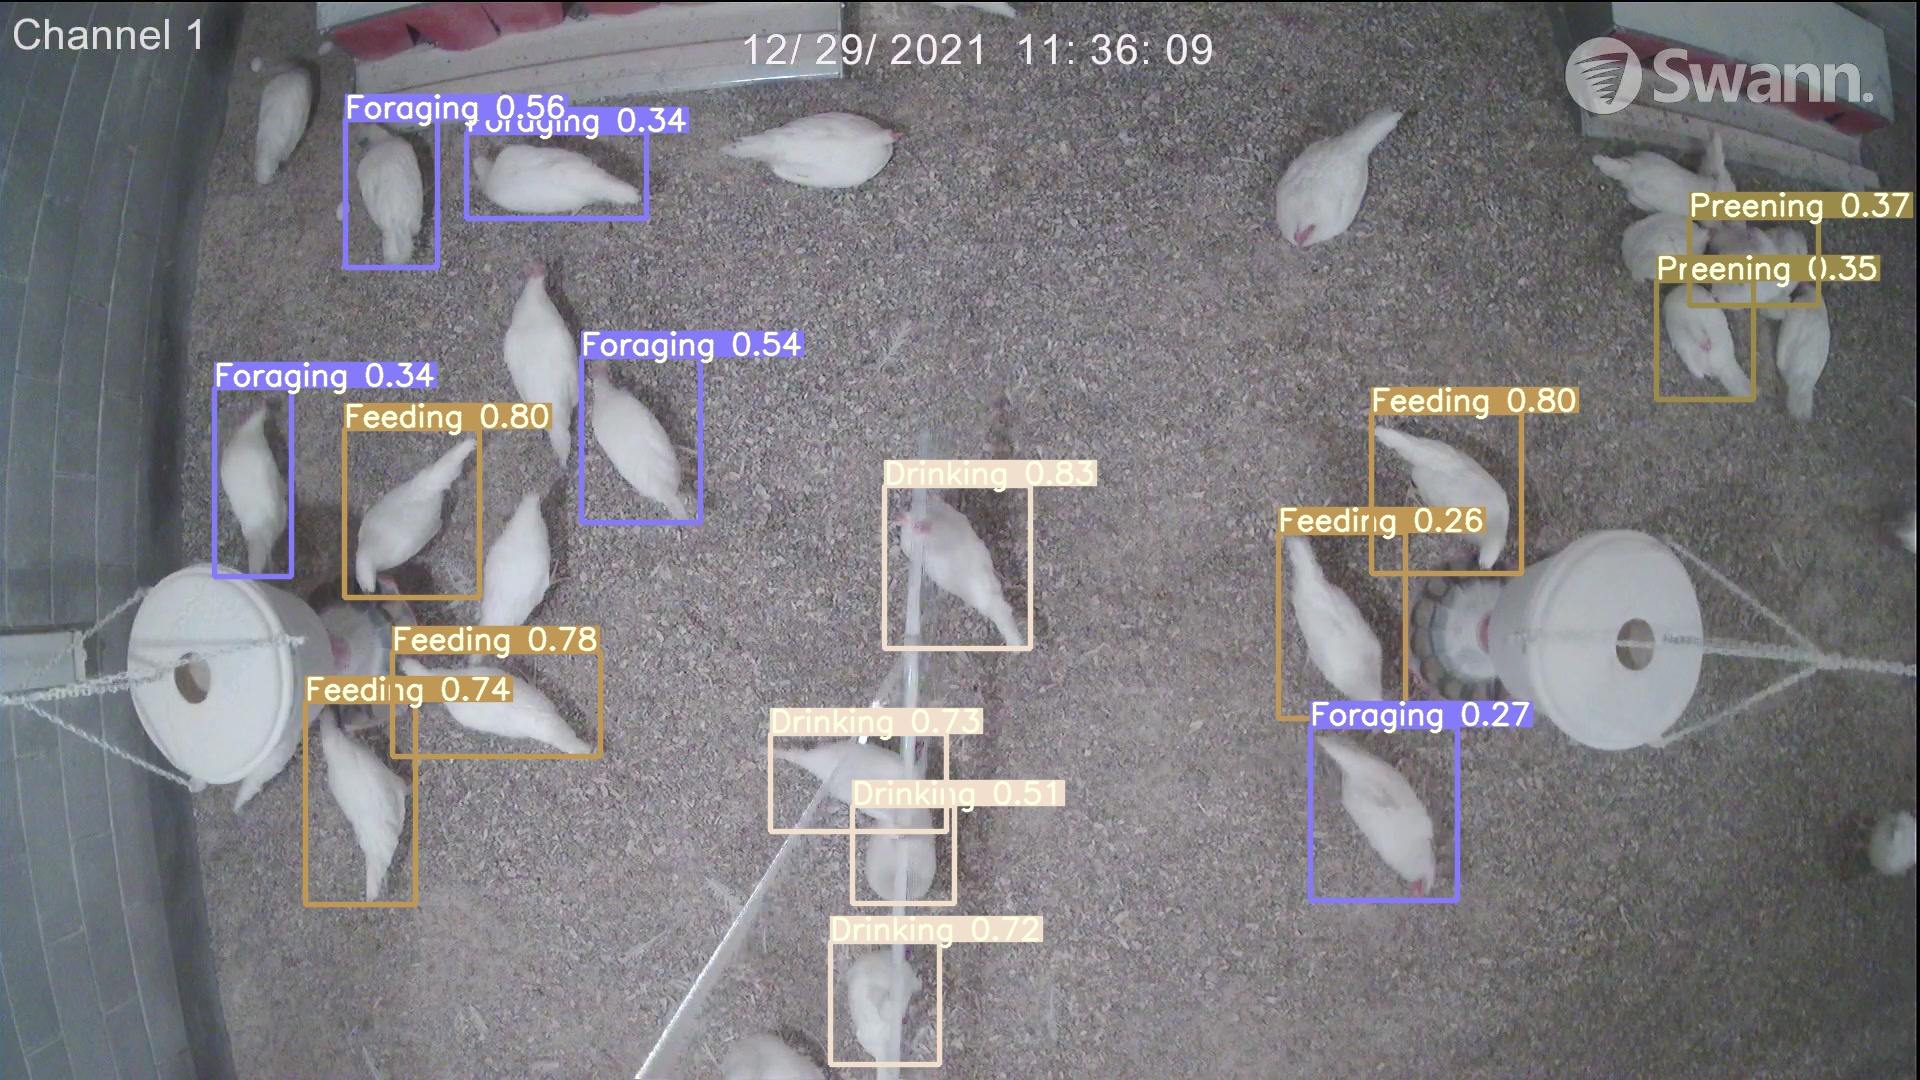 Channel 1
12/ 29/ 2021 11: 36: 09
Swann.
Foraging 0.56
Foraging 0.34
Preening 0.37
Preening 0.35
Foraging 0.54
Foraging 0.34
Feeding 0.80
Feeding 0.80
Drinking 0.83
Feeding 0.26
Feeding 0.78
Feeding 0.74
Drinking 0.73
Foraging 0.27
Drinking 0.51
Drinking 0.72